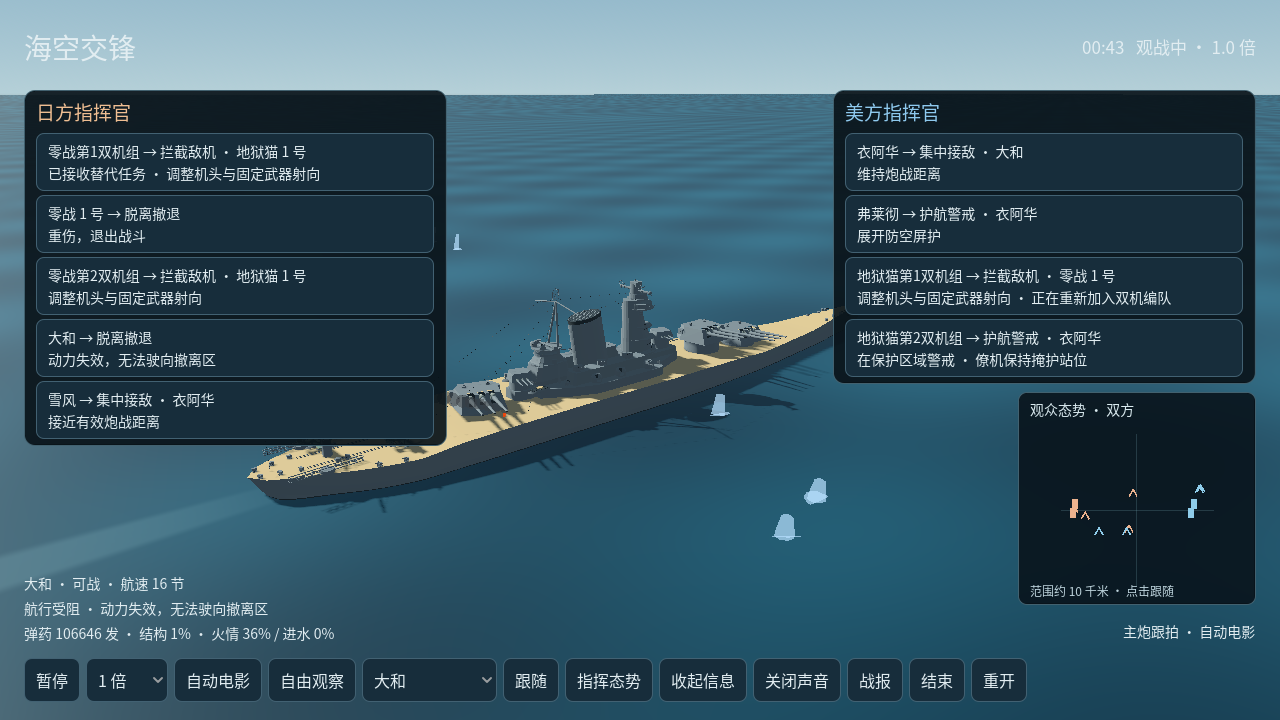 海空交锋
00:43 观战中 · 1.0 倍
日方指挥官
零战第1双机组 → 拦截敌机 · 地狱猫 1 号
已接收替代任务 · 调整机头与固定武器射向
零战 1 号 → 脱离撤退
重伤，退出战斗
零战第2双机组 → 拦截敌机 · 地狱猫 1 号
调整机头与固定武器射向
大和 → 脱离撤退
动力失效，无法驶向撤离区
雪风 → 集中接敌 · 衣阿华
接近有效炮战距离
美方指挥官
衣阿华 → 集中接敌 · 大和
维持炮战距离
弗莱彻 → 护航警戒 · 衣阿华
展开防空屏护
地狱猫第1双机组 → 拦截敌机 · 零战 1 号
调整机头与固定武器射向 · 正在重新加入双机编队
地狱猫第2双机组 → 护航警戒 · 衣阿华
在保护区域警戒 · 僚机保持掩护站位
观众态势 · 双方
范围约 10 千米 · 点击跟随
大和 · 可战 · 航速 16 节
航行受阻 · 动力失效，无法驶向撤离区
弹药 106646 发 · 结构 1% · 火情 36% / 进水 0%
主炮跟拍 · 自动电影
暂停
1 倍
自动电影
自由观察
大和
跟随
指挥态势
收起信息
关闭声音
战报
结束
重开